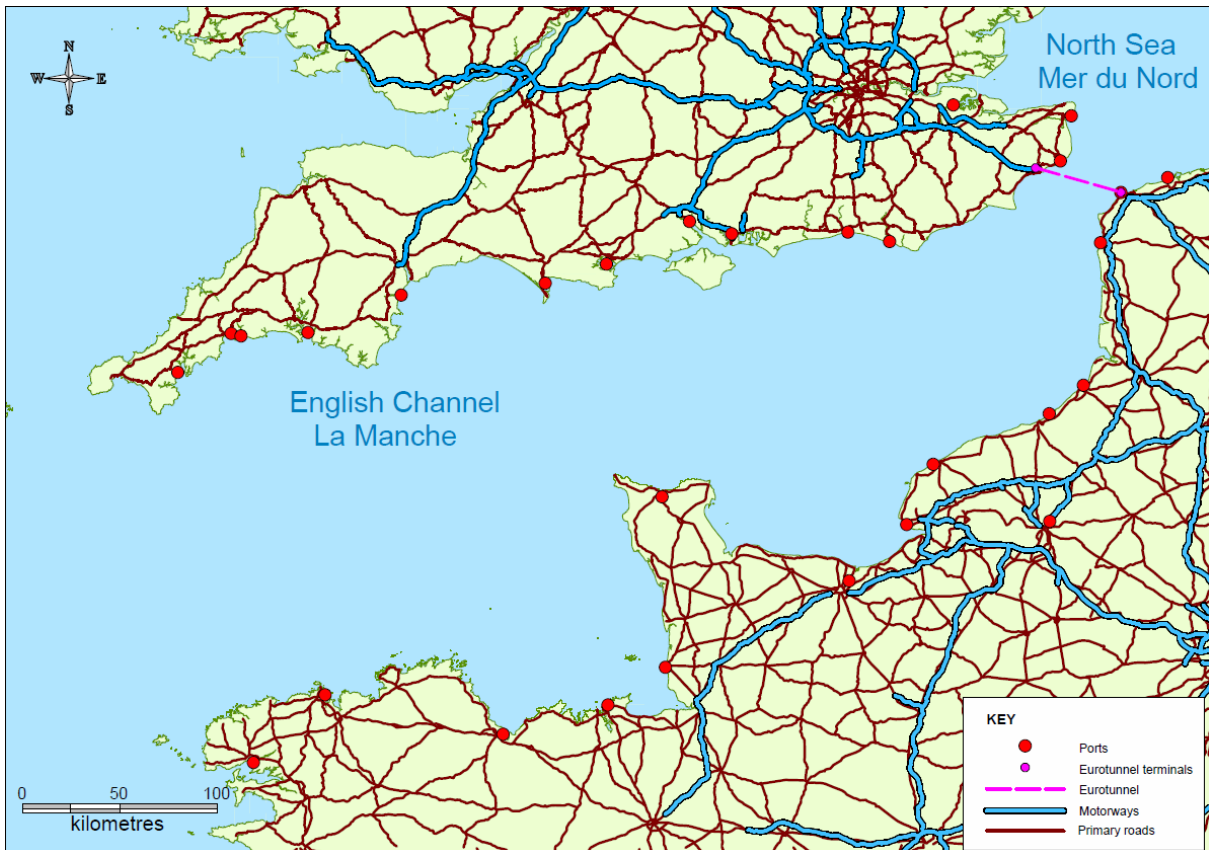 North Sea
Mer du Nord
N
W E
S
English Channel
La Manche
KEY
Ports
Eurotunnel terminals
Eurotunnel
Motorways
Primary roads
0 50 100
kilometres